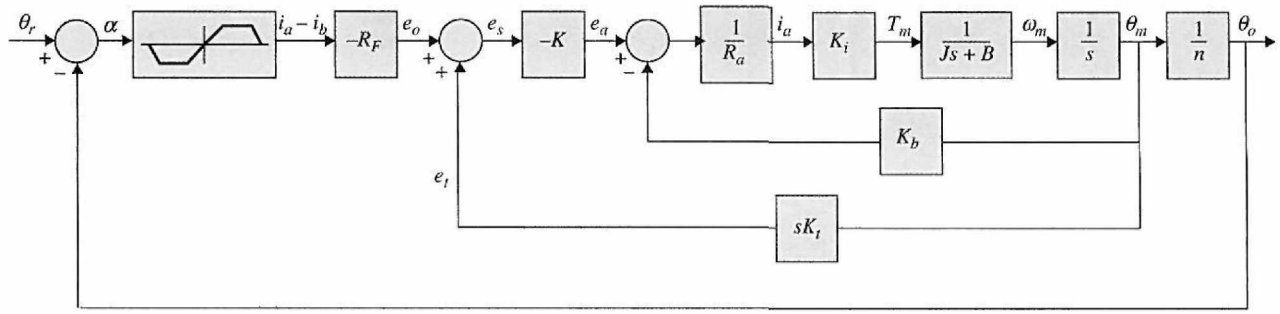 θr α ia − ib eo es ea ia Tm ωm θm θo
+ − −RF + + −K + − 1/Ra Ki 1/(Js + B) 1/s 1/n
Kb
et
sKt